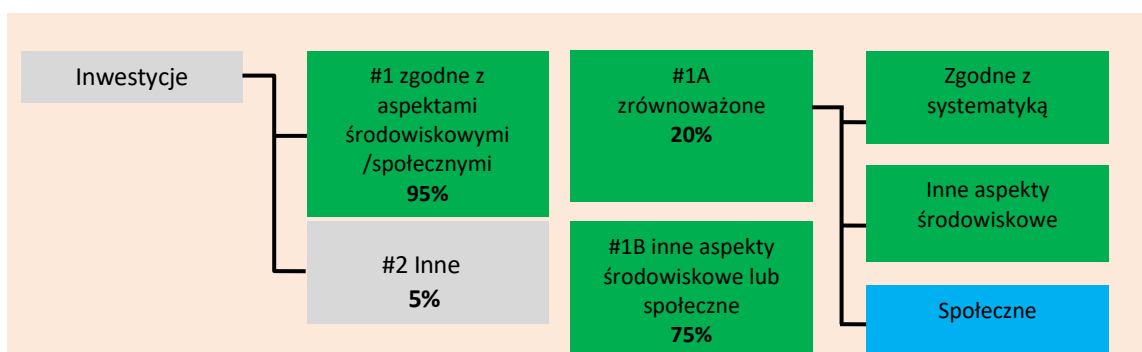 Inwestycje
#1 zgodne z
aspektami
środowiskowymi
/społecznymi
95%
#2 Inne
5%
#1A
zrównoważone
20%
#1B inne aspekty
środowiskowe lub
społeczne
75%
Zgodne z
systematyką
Inne aspekty
środowiskowe
Społeczne